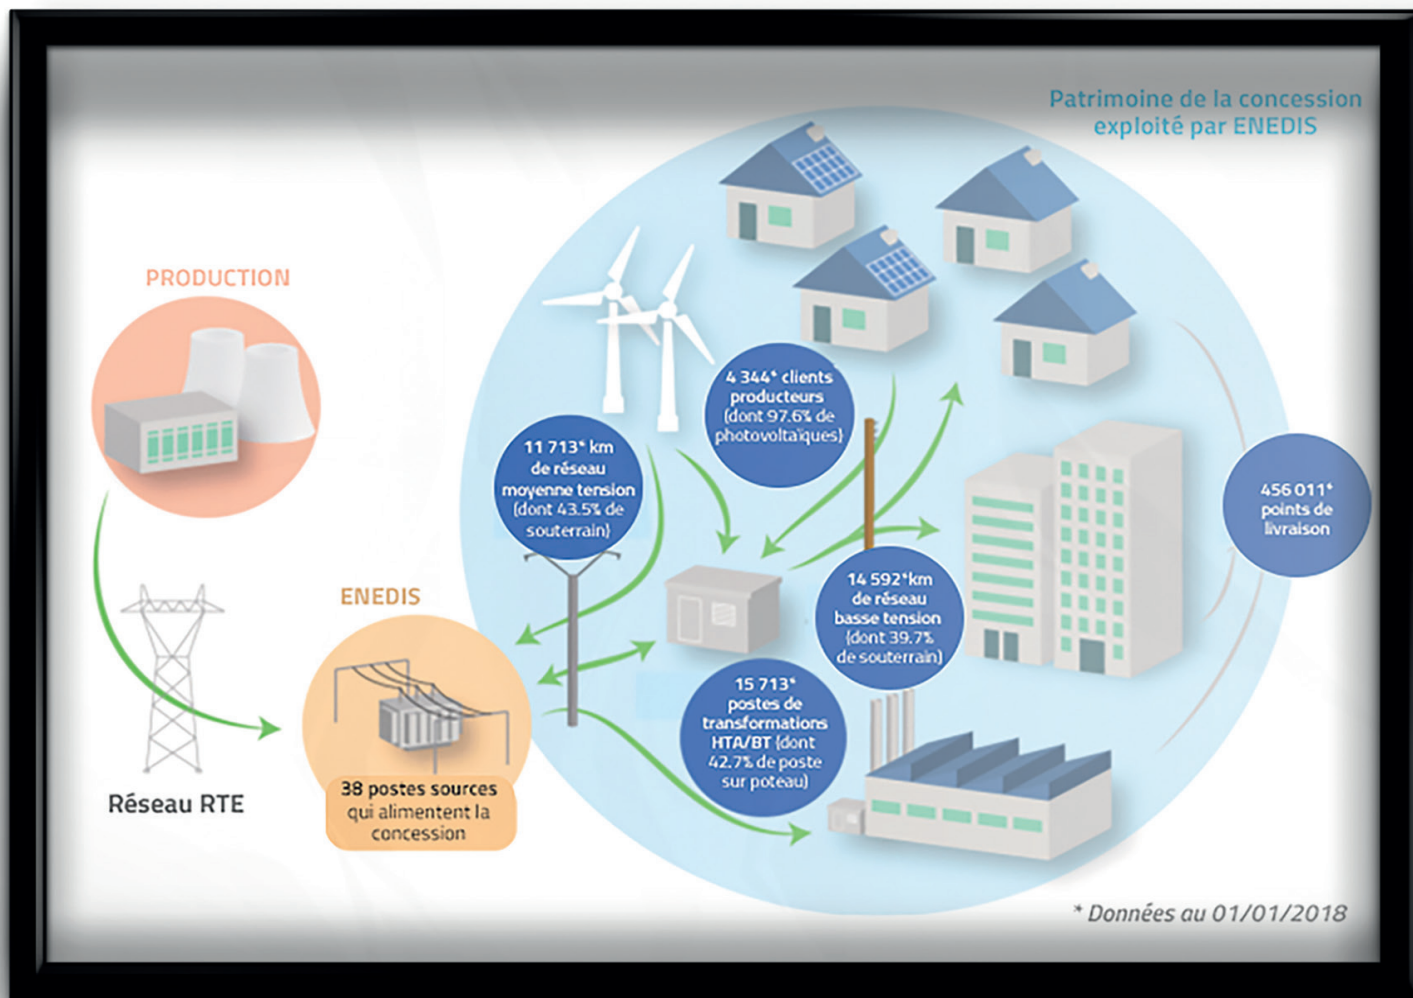 Patrimoine de la concession
exploité par ENEDIS
PRODUCTION
4 344* clients
producteurs
(dont 97.6% de
photovoltaïques)
11 713* km
de réseau
moyenne tension
(dont 43.5% de
souterrain)
456 011*
points de
livraison
14 592*km
de réseau
basse tension
(dont 39.7%
de souterrain)
ENEDIS
15 713*
postes de
transformations
HTA/BT (dont
42.7% de poste
sur poteau)
Réseau RTE
38 postes sources
qui alimentent la
concession
* Données au 01/01/2018